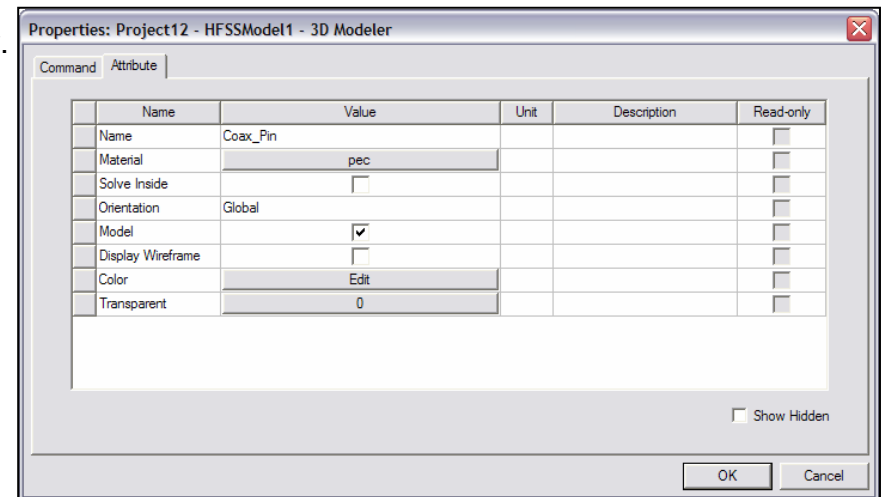 Properties: Project12 - HFSSModel1 - 3D Modeler
.
Command Attribute
Name Value Unit Description Read-only
Name Coax_Pin
Material pec
Solve Inside
Orientation Global
Model
Display Wireframe
Color Edit
Transparent 0
Show Hidden
OK Cancel